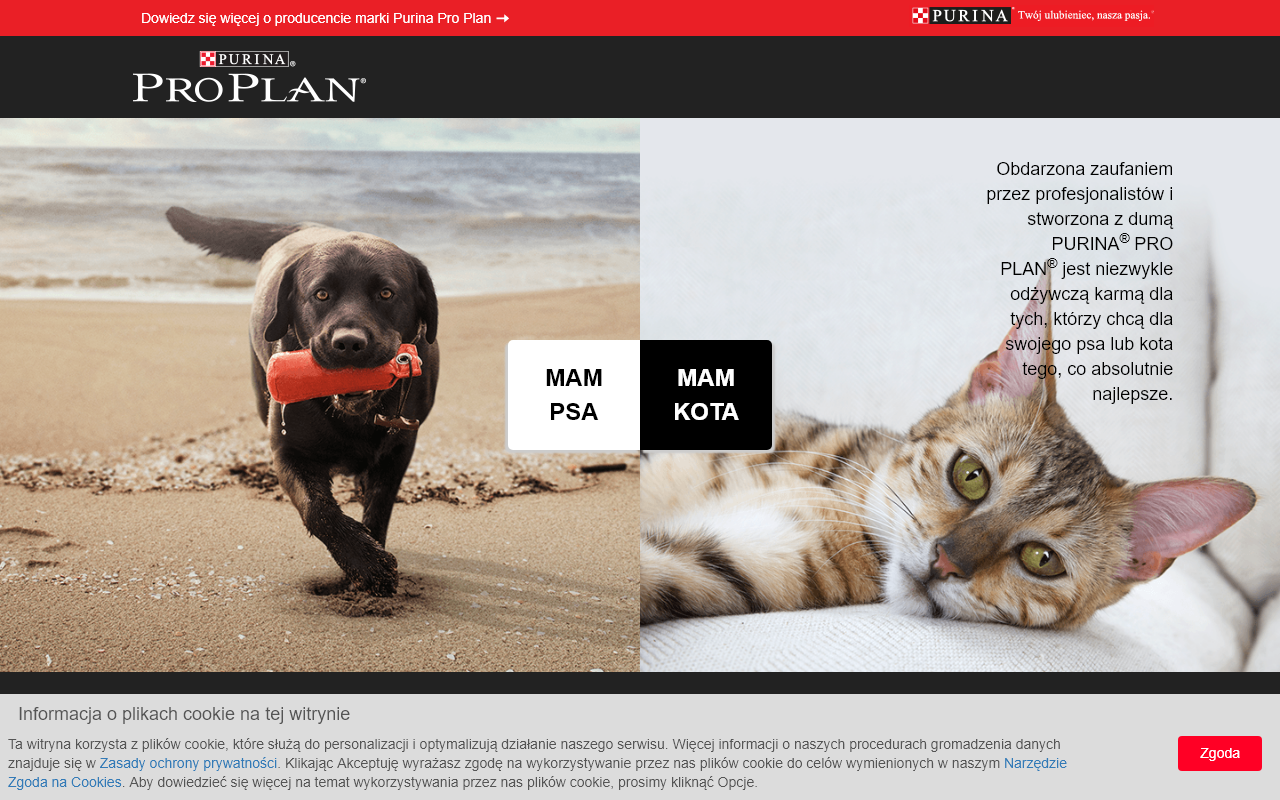 Dowiedz się więcej o producencie marki Purina Pro Plan ➞
PURINA® Twój ulubieniec, nasza pasja.®
PURINA®
PRO PLAN®
Obdarzona zaufaniem
przez profesjonalistów i
stworzona z dumą
PURINA® PRO
PLAN® jest niezwykle
odżywczą karmą dla
tych, którzy chcą dla
swojego psa lub kota
tego, co absolutnie
najlepsze.
MAM
PSA
MAM
KOTA
Informacja o plikach cookie na tej witrynie
Ta witryna korzysta z plików cookie, które służą do personalizacji i optymalizują działanie naszego serwisu. Więcej informacji o naszych procedurach gromadzenia danych
znajduje się w Zasady ochrony prywatności. Klikając Akceptuję wyrażasz zgodę na wykorzystywanie przez nas plików cookie do celów wymienionych w naszym Narzędzie
Zgoda na Cookies. Aby dowiedzieć się więcej na temat wykorzystywania przez nas plików cookie, prosimy kliknąć Opcje.
Zgoda